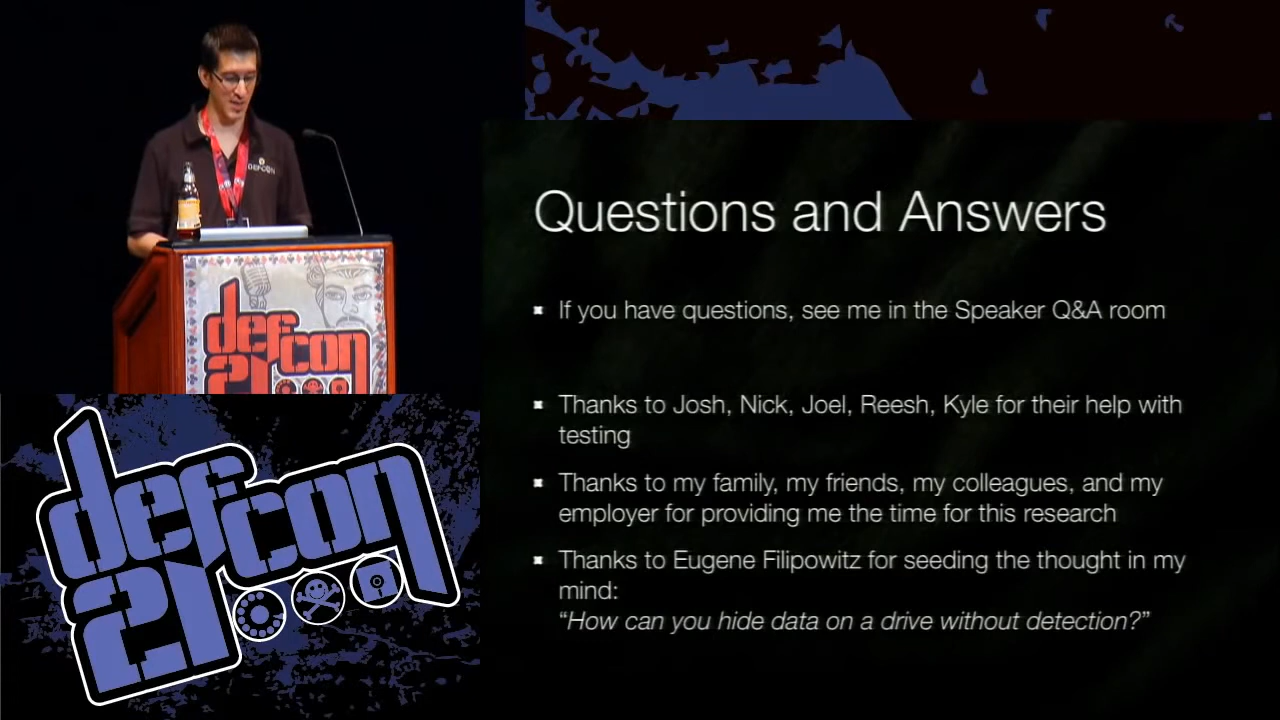 DEFCON
def
con
21
Questions and Answers
If you have questions, see me in the Speaker Q&A room
Thanks to Josh, Nick, Joel, Reesh, Kyle for their help with
testing
Thanks to my family, my friends, my colleagues, and my
employer for providing me the time for this research
Thanks to Eugene Filipowitz for seeding the thought in my
mind:
“How can you hide data on a drive without detection?”
def
con
21